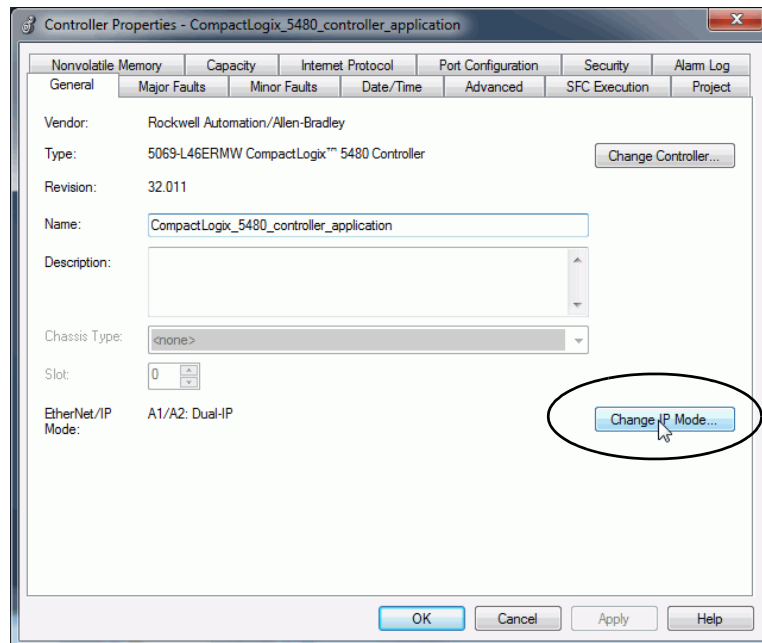 Controller Properties - CompactLogix_5480_controller_application
x
Nonvolatile Memory Capacity Internet Protocol Port Configuration Security Alarm Log
General Major Faults Minor Faults Date/Time Advanced SFC Execution Project
Vendor: Rockwell Automation/Allen-Bradley
Type: 5069-L46ERMW CompactLogix™ 5480 Controller Change Controller...
Revision: 32.011
Name: CompactLogix_5480_controller_application
Description:
Chassis Type: <none>
Slot: 0
EtherNet/IP Mode: A1/A2: Dual-IP Change IP Mode...
OK Cancel Apply Help